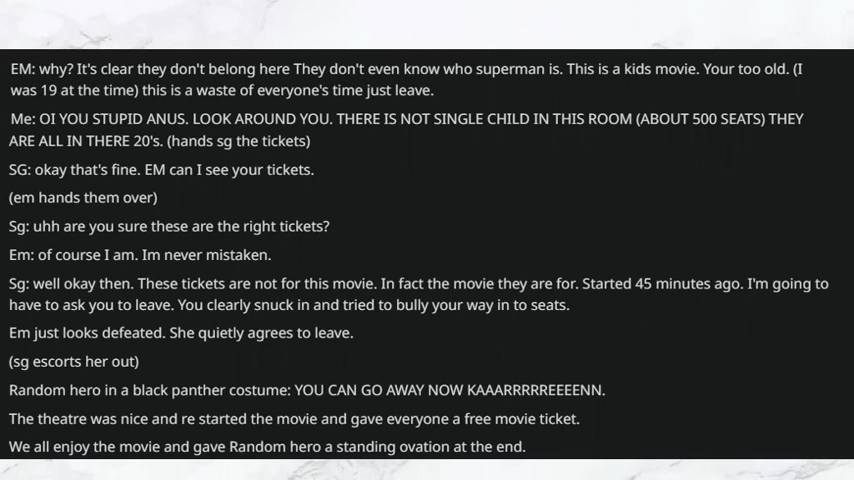 EM: why? It's clear they don't belong here They don't even know who superman is. This is a kids movie. Your too old. (I
was 19 at the time) this is a waste of everyone's time just leave.
Me: OI YOU STUPID ANUS. LOOK AROUND YOU. THERE IS NOT SINGLE CHILD IN THIS ROOM (ABOUT 500 SEATS) THEY
ARE ALL IN THERE 20's. (hands sg the tickets)
SG: okay that's fine. EM can I see your tickets.
(em hands them over)
Sg: uhh are you sure these are the right tickets?
Em: of course I am. Im never mistaken.
Sg: well okay then. These tickets are not for this movie. In fact the movie they are for. Started 45 minutes ago. I'm going to
have to ask you to leave. You clearly snuck in and tried to bully your way in to seats.
Em just looks defeated. She quietly agrees to leave.
(sg escorts her out)
Random hero in a black panther costume: YOU CAN GO AWAY NOW KAAARRRRREEEENN.
The theatre was nice and re started the movie and gave everyone a free movie ticket.
We all enjoy the movie and gave Random hero a standing ovation at the end.